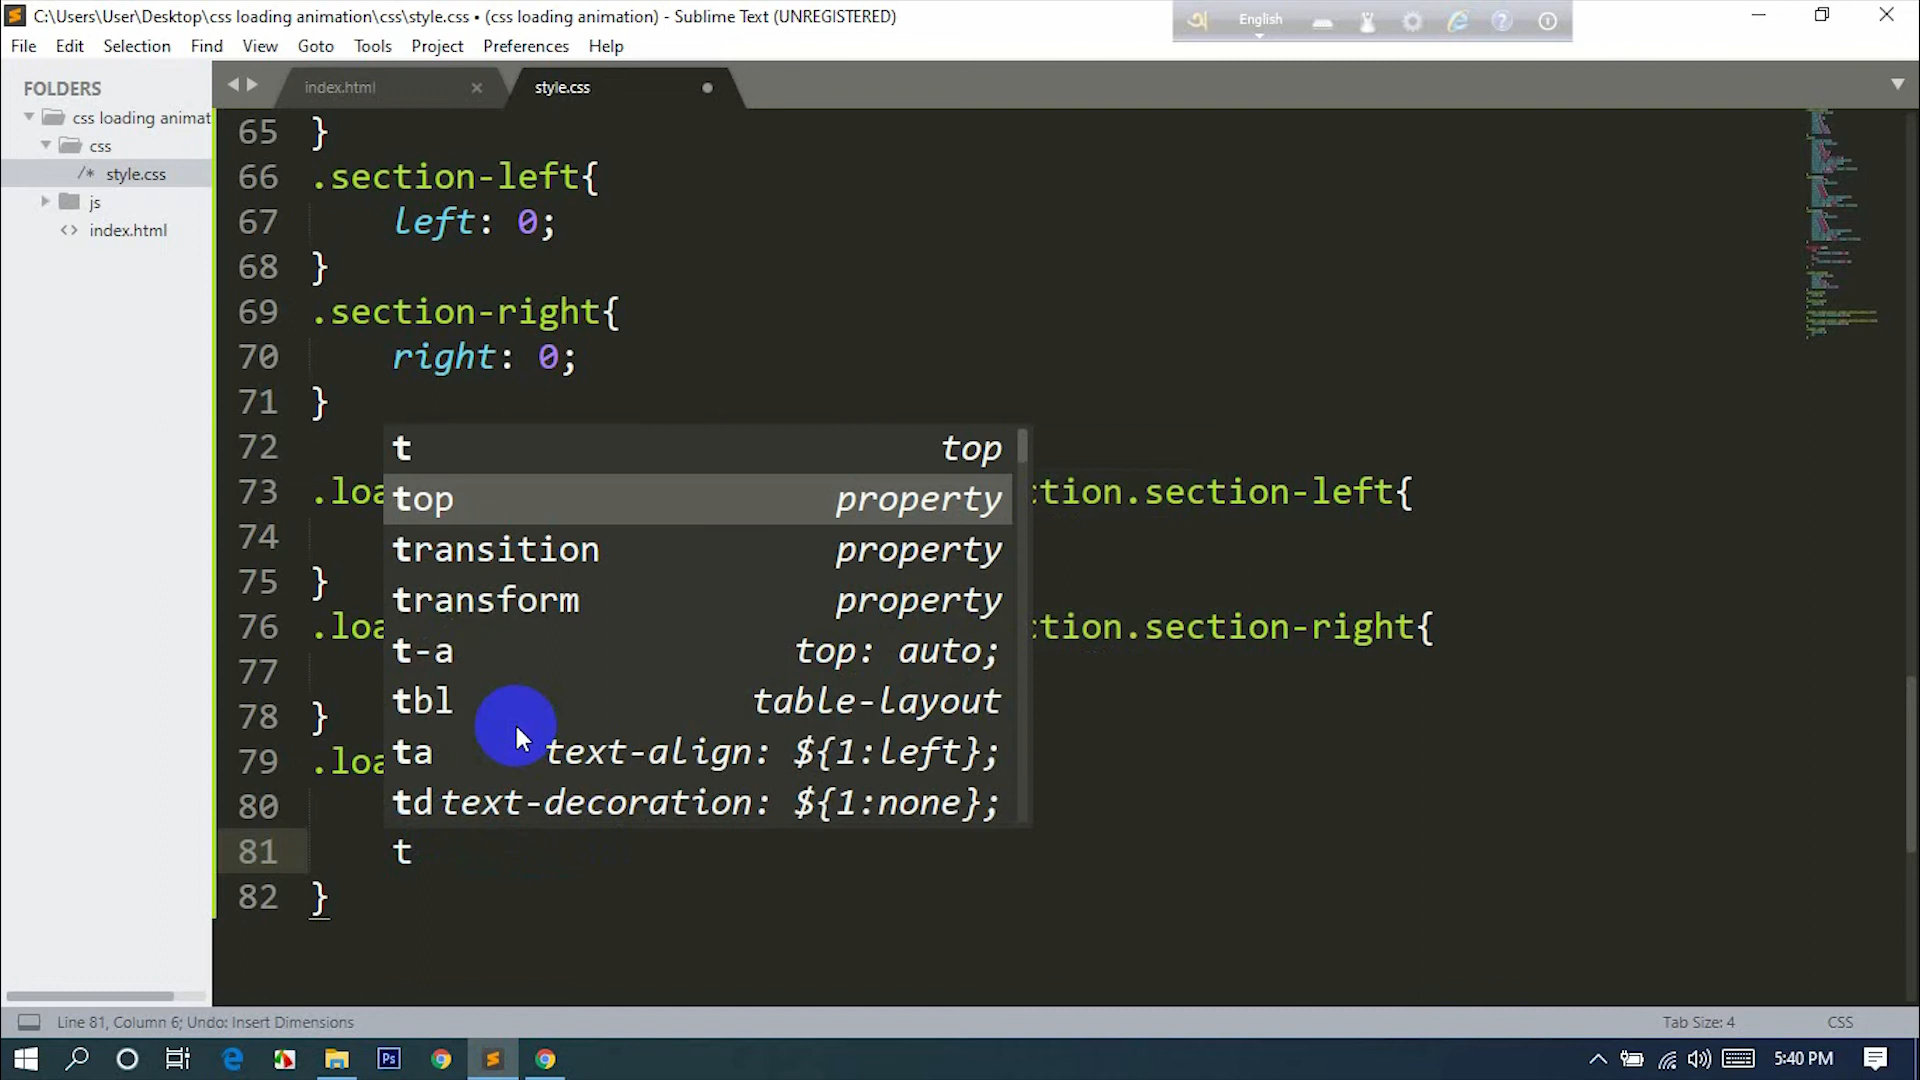 C:\Users\User\Desktop\css loading animation\css\style.css • (css loading animation) - Sublime Text (UNREGISTERED)
English
File Edit Selection Find View Goto Tools Project Preferences Help
FOLDERS
css loading animat
css
/* style.css
js
<> index.html
index.html ×
style.css
65 }
66 .section-left{
67 left: 0;
68 }
69 .section-right{
70 right: 0;
71 }
72
73 .loa ction.section-left{
74
75 }
76 .loa ction.section-right{
77
78 }
79 .loa
80
81 t
82 }
t top
top property
transition property
transform property
t-a top: auto;
tbl table-layout
ta text-align: ${1:left};
td text-decoration: ${1:none};
Line 81, Column 6; Undo: Insert Dimensions
Tab Size: 4
CSS
Ps
5:40 PM